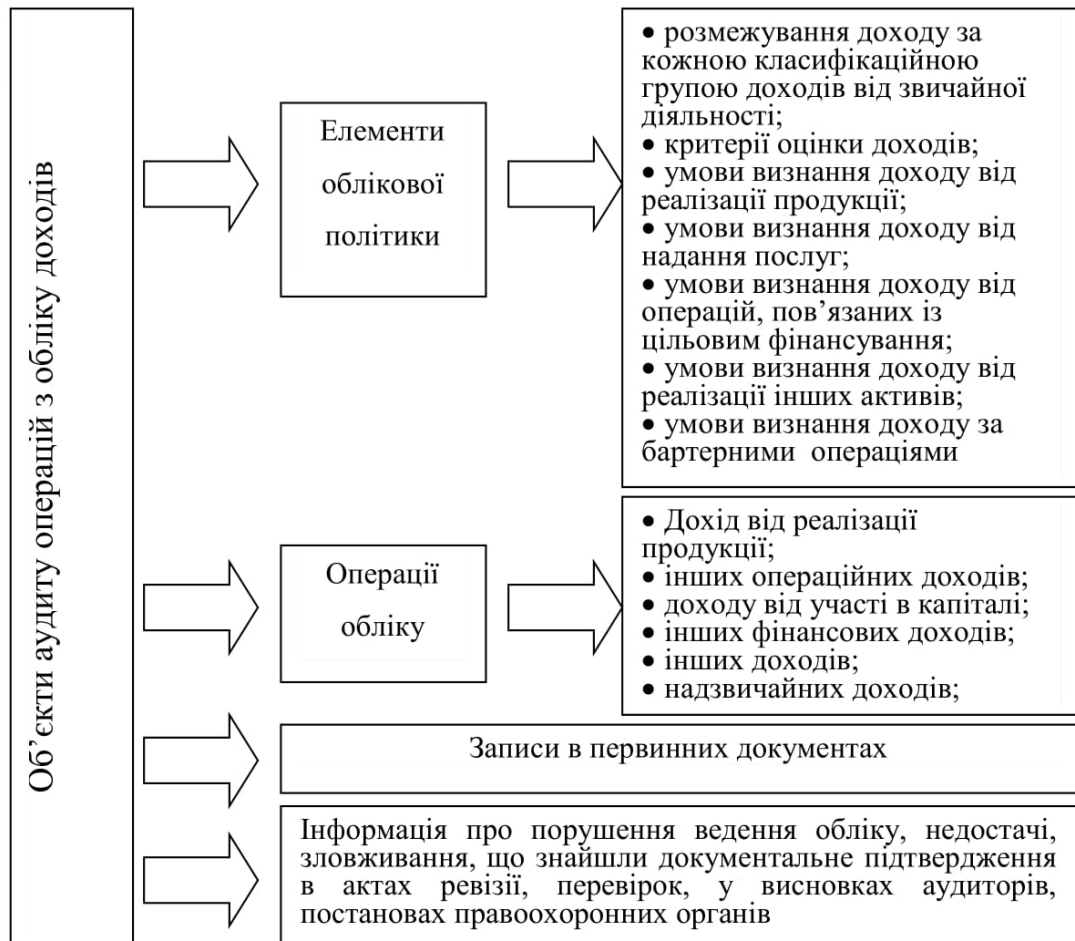 Об’єкти аудиту операцій з обліку доходів
Елементи
облікової
політики
• розмежування доходу за
кожною класифікаційною
групою доходів від звичайної
діяльності;
• критерії оцінки доходів;
• умови визнання доходу від
реалізації продукції;
• умови визнання доходу від
надання послуг;
• умови визнання доходу від
операцій, пов’язаних із
цільовим фінансування;
• умови визнання доходу від
реалізації інших активів;
• умови визнання доходу за
бартерними операціями
Операції
обліку
• Дохід від реалізації
продукції;
• інших операційних доходів;
• доходу від участі в капіталі;
• інших фінансових доходів;
• інших доходів;
• надзвичайних доходів;
Записи в первинних документах
Інформація про порушення ведення обліку, недостачі,
зловживання, що знайшли документальне підтвердження
в актах ревізії, перевірок, у висновках аудиторів,
постановах правоохоронних органів